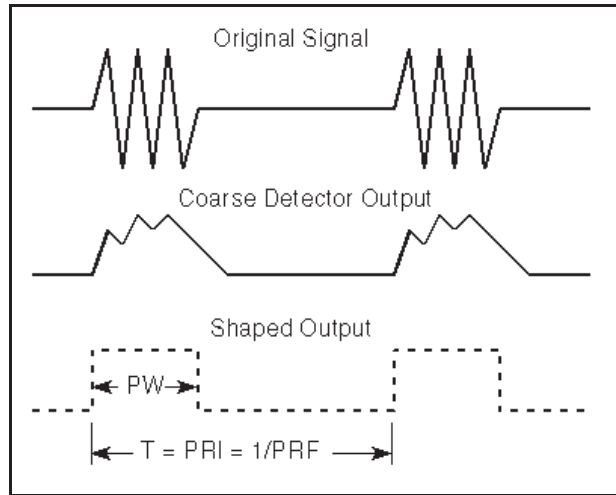 Original Signal
Coarse Detector Output
Shaped Output
PW
T = PRI = 1/PRF